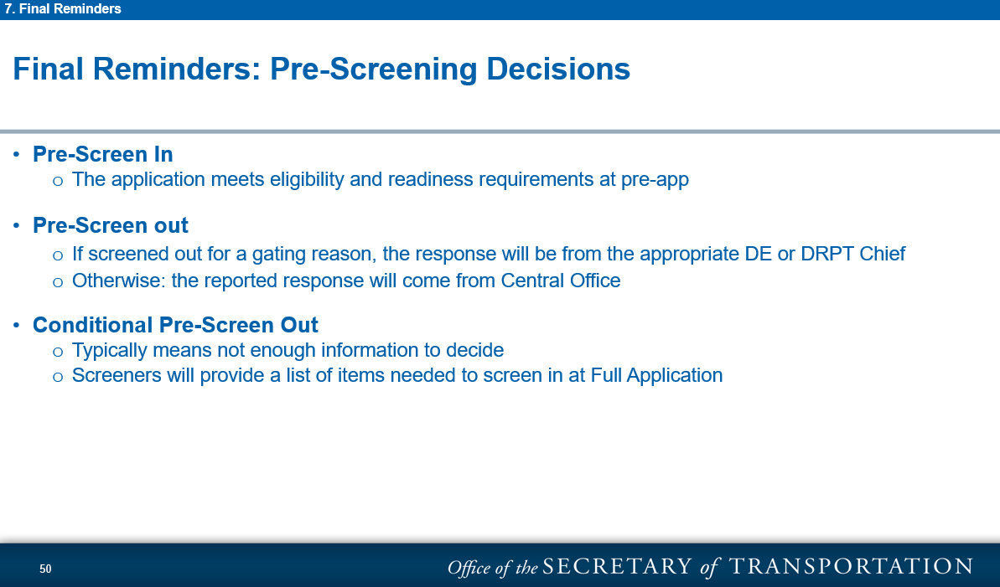 7. Final Reminders
Final Reminders: Pre-Screening Decisions
• Pre-Screen In
o The application meets eligibility and readiness requirements at pre-app
• Pre-Screen out
o If screened out for a gating reason, the response will be from the appropriate DE or DRPT Chief
o Otherwise: the reported response will come from Central Office
• Conditional Pre-Screen Out
o Typically means not enough information to decide
o Screeners will provide a list of items needed to screen in at Full Application
50
Office of the SECRETARY of TRANSPORTATION